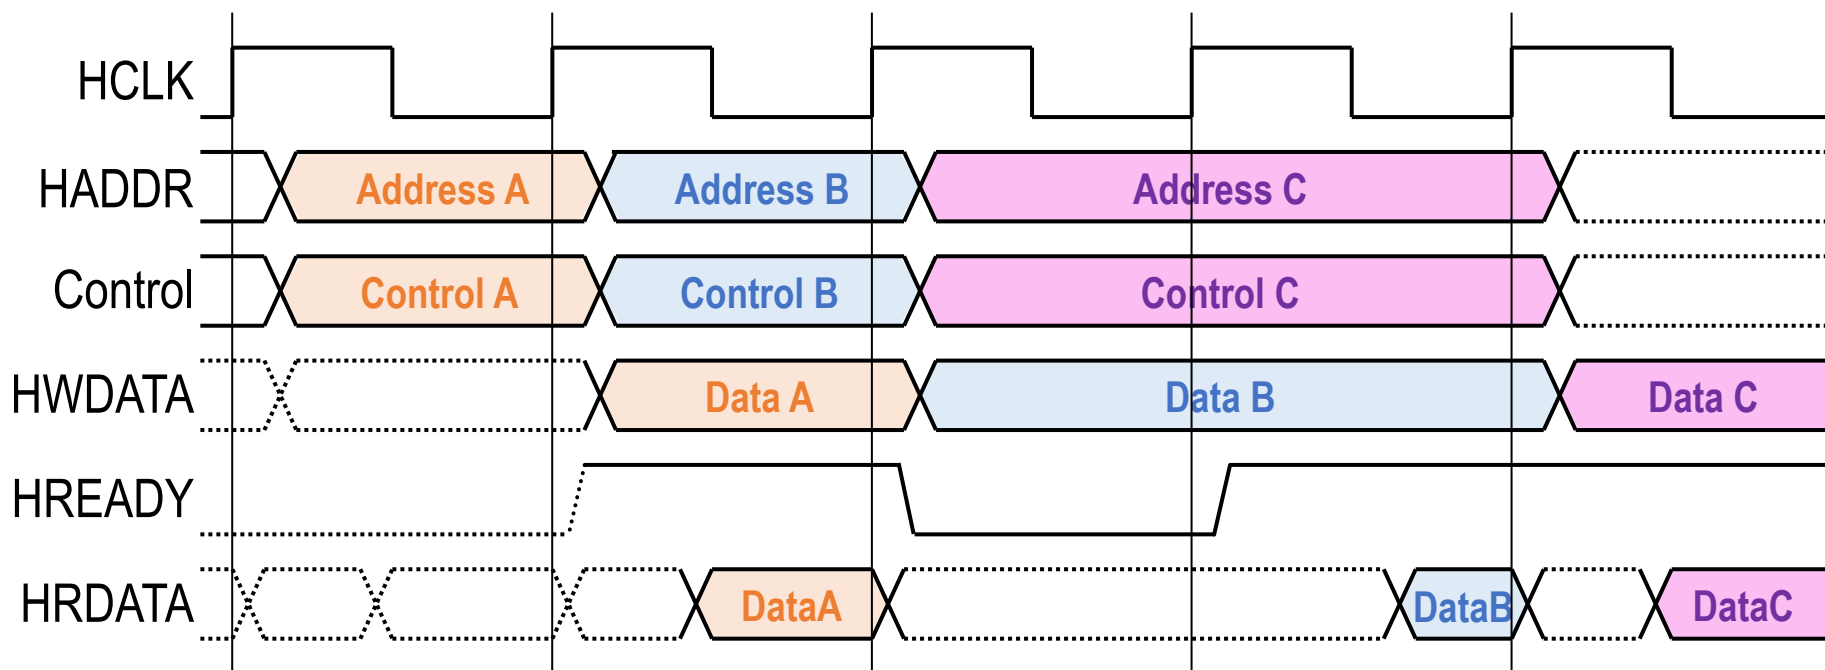 HCLK
HADDR Address A Address B Address C
Control Control A Control B Control C
HWDATA Data A Data B Data C
HREADY
HRDATA DataA DataB DataC